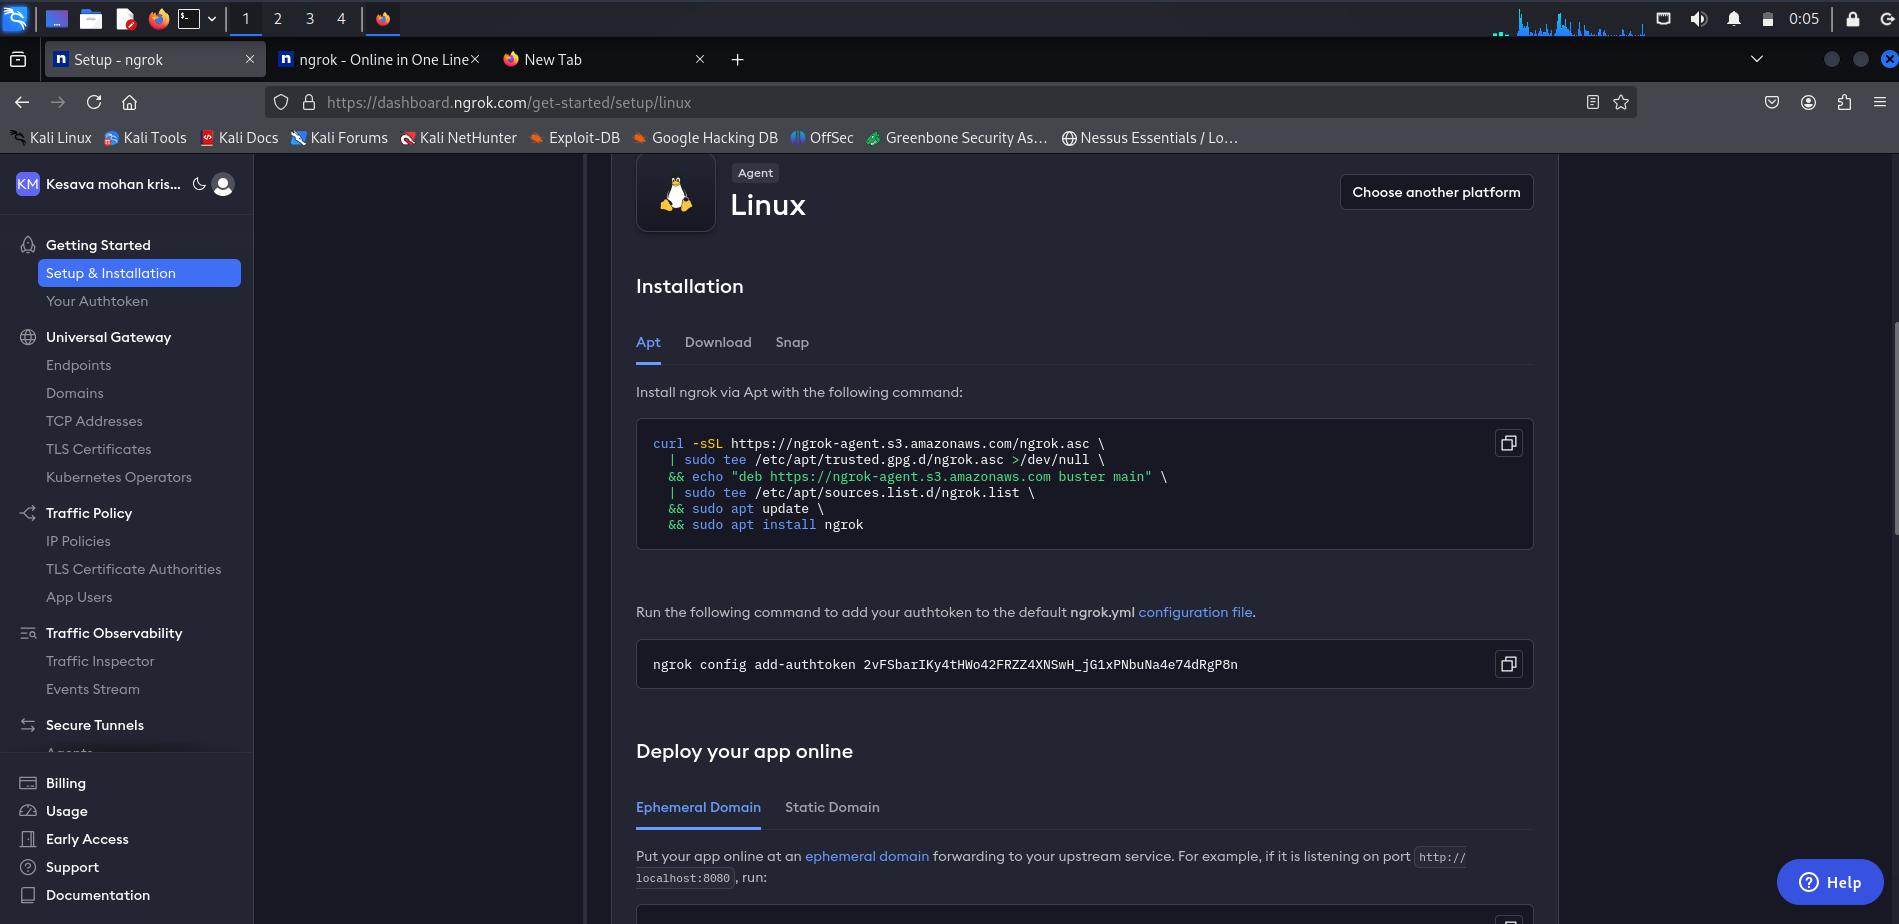 1 2 3 4
0:05
Setup - ngrok
ngrok - Online in One Line
New Tab
https://dashboard.ngrok.com/get-started/setup/linux
Kali Linux Kali Tools Kali Docs Kali Forums Kali NetHunter Exploit-DB Google Hacking DB OffSec Greenbone Security As... Nessus Essentials / Lo...
KM Kesava mohan kris...
Getting Started
Setup & Installation
Your Authtoken
Universal Gateway
Endpoints
Domains
TCP Addresses
TLS Certificates
Kubernetes Operators
Traffic Policy
IP Policies
TLS Certificate Authorities
App Users
Traffic Observability
Traffic Inspector
Events Stream
Secure Tunnels
Agents
Billing
Usage
Early Access
Support
Documentation
Agent
Linux
Choose another platform
Installation
Apt Download Snap
Install ngrok via Apt with the following command:
curl -sSL https://ngrok-agent.s3.amazonaws.com/ngrok.asc \
| sudo tee /etc/apt/trusted.gpg.d/ngrok.asc >/dev/null \
&& echo "deb https://ngrok-agent.s3.amazonaws.com buster main" \
| sudo tee /etc/apt/sources.list.d/ngrok.list \
&& sudo apt update \
&& sudo apt install ngrok
Run the following command to add your authtoken to the default ngrok.yml configuration file.
ngrok config add-authtoken 2vFSbarIKy4tHWo42FRZZ4XNSwH_jG1xPNbuNa4e74dRgP8n
Deploy your app online
Ephemeral Domain Static Domain
Put your app online at an ephemeral domain forwarding to your upstream service. For example, if it is listening on port http://
localhost:8080, run:
Help